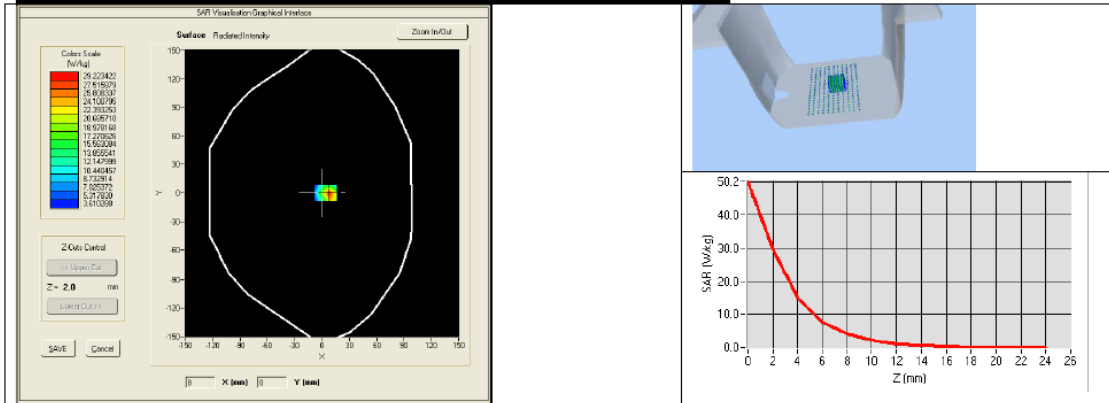 SAR Visualisation Graphical Interface
Surface Radiated Intensity
Zoom In/Out
Colors Scale
(W/kg)
29.223422
27.515879
25.808337
24.100795
22.393253
20.685710
18.978168
17.270626
15.563084
13.855541
12.147999
10.440457
8.732914
7.025372
5.317830
3.610288
Z-Cuts Control
<< Upper Cut
Z = 2.0 mm
Lower Cut >>
SAVE Cancel
150
120
90
60
30
0
-30
-60
-90
-120
-150
Y
-150 -120 -90 -60 -30 0 30 60 90 120 150
X
8 X (mm) 0 Y (mm)
50.2
40.0
30.0
20.0
10.0
0.0
SAR (W/kg)
0 2 4 6 8 10 12 14 16 18 20 22 24 26
Z (mm)